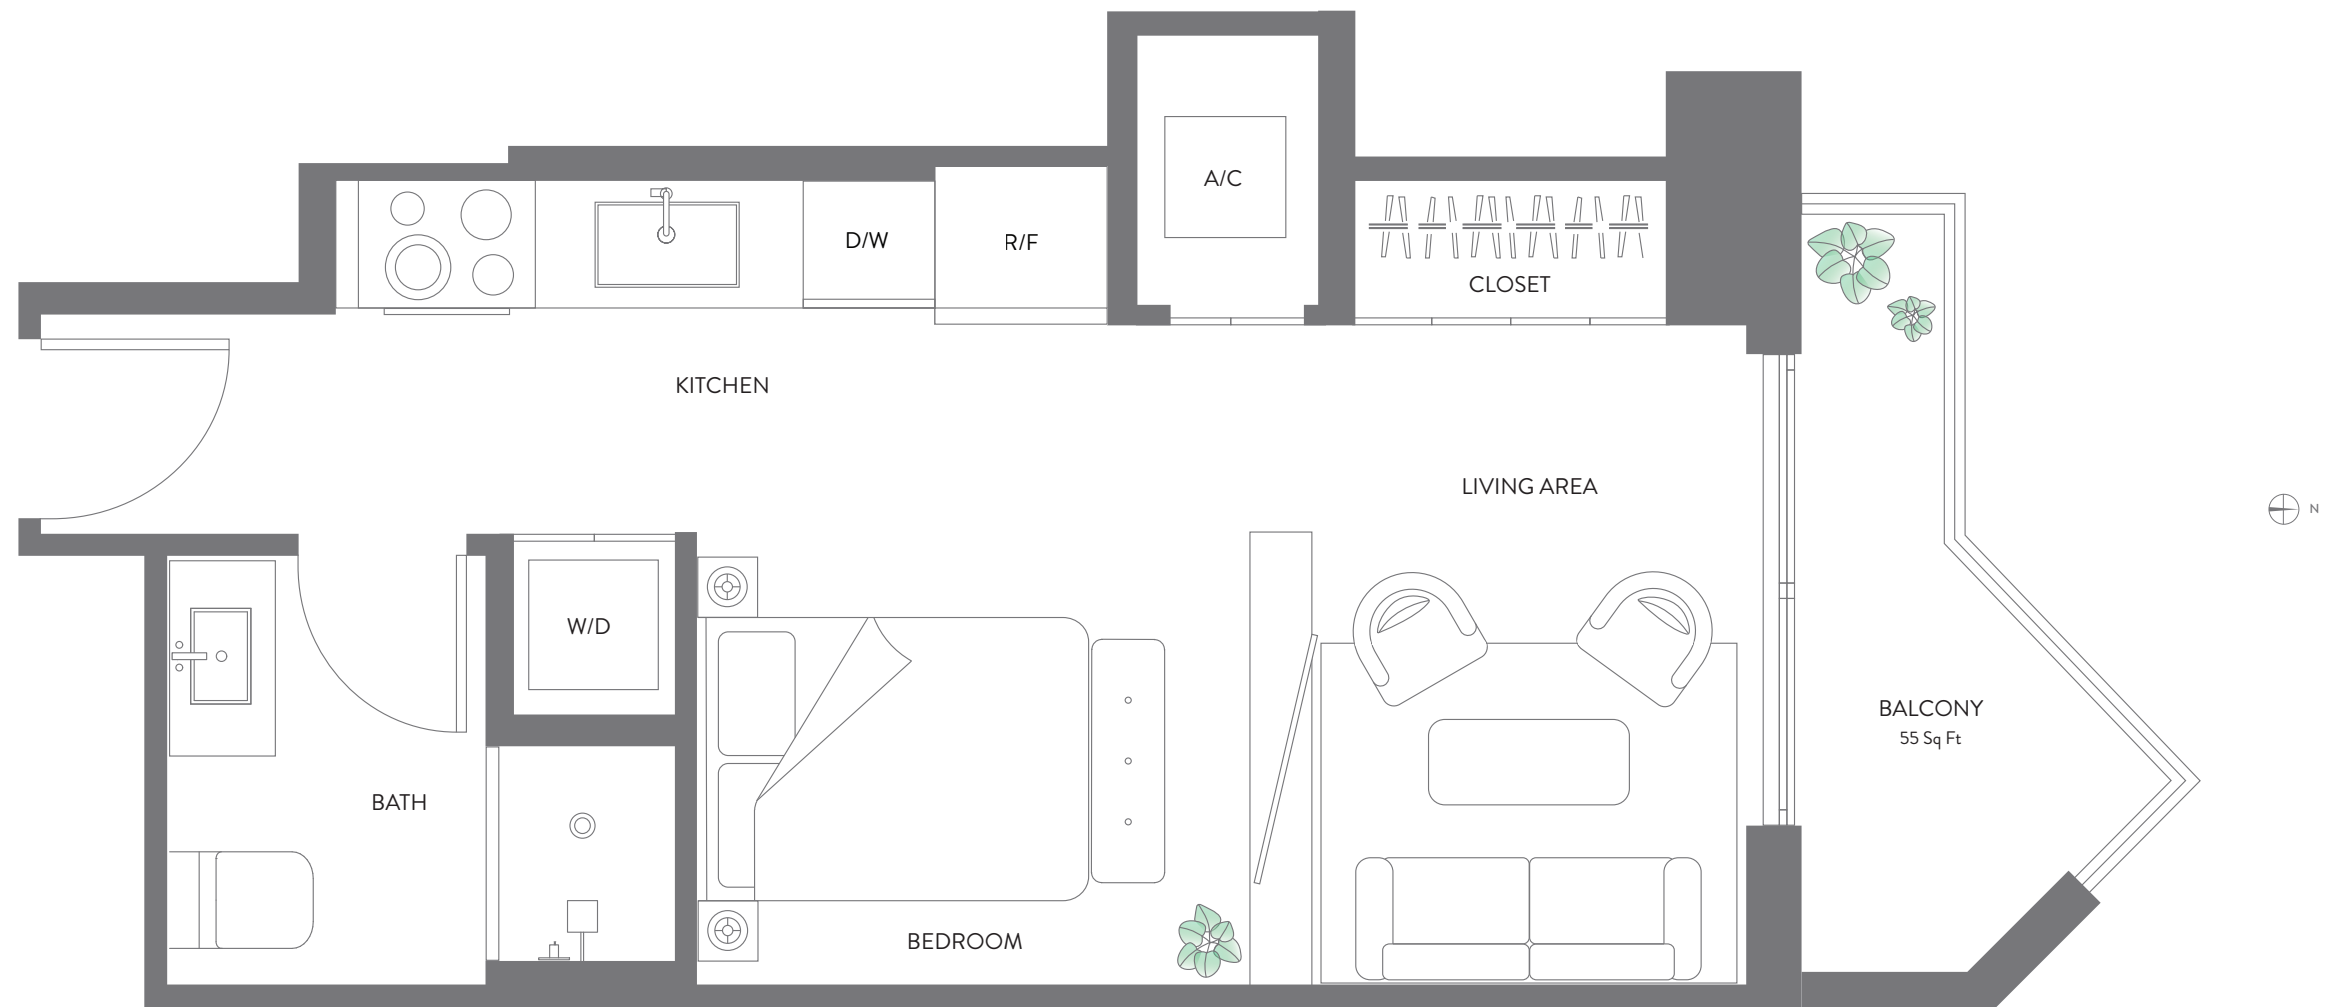 A/C
D/W
R/F
CLOSET
KITCHEN
LIVING AREA
N
W/D
BALCONY
55 Sq Ft
BATH
BEDROOM